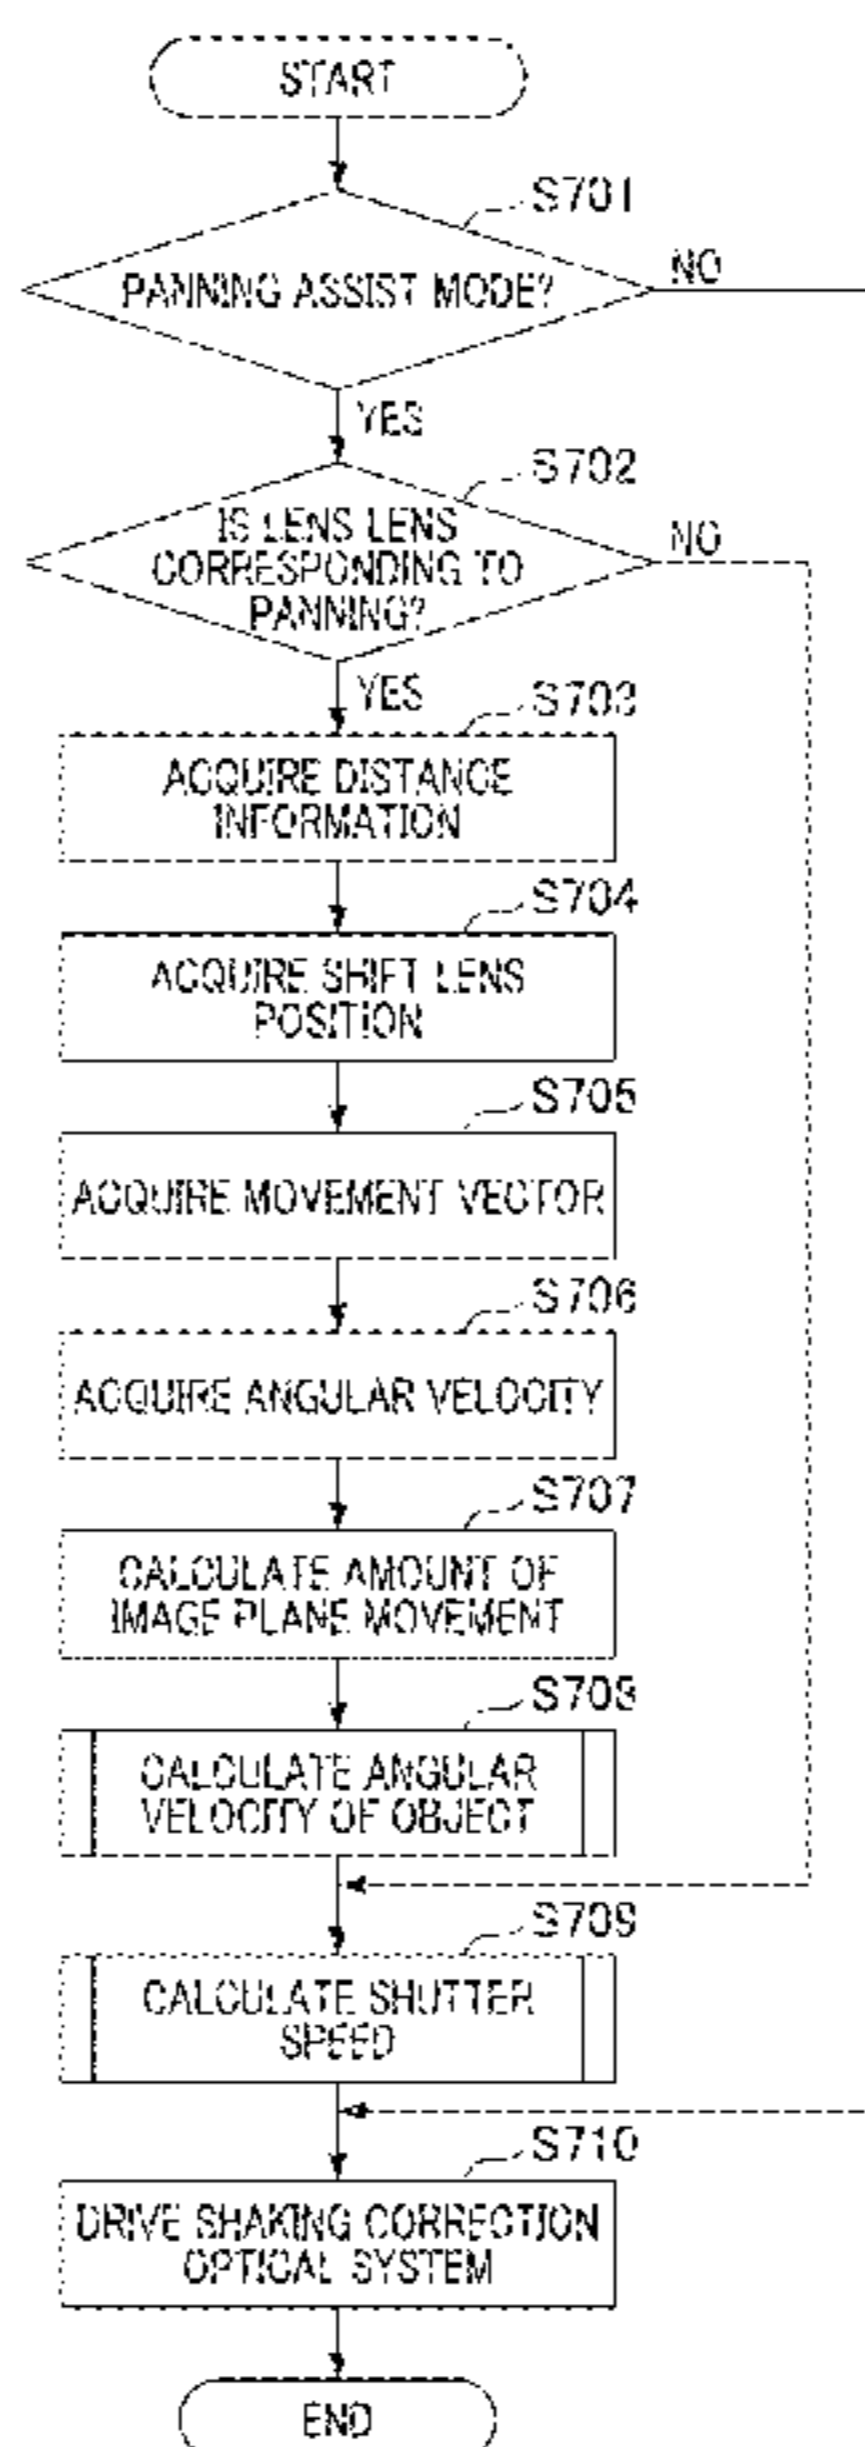 START
S701
PANNING ASSIST MODE?
NO
YES
S702
IS LENS LENS
CORRESPONDING TO
PANNING?
NO
YES
S703
ACQUIRE DISTANCE
INFORMATION
S704
ACQUIRE SHIFT LENS
POSITION
S705
ACQUIRE MOVEMENT VECTOR
S706
ACQUIRE ANGULAR VELOCITY
S707
CALCULATE AMOUNT OF
IMAGE PLANE MOVEMENT
S708
CALCULATE ANGULAR
VELOCITY OF OBJECT
S709
CALCULATE SHUTTER
SPEED
S710
DRIVE SHAKING CORRECTION
OPTICAL SYSTEM
END